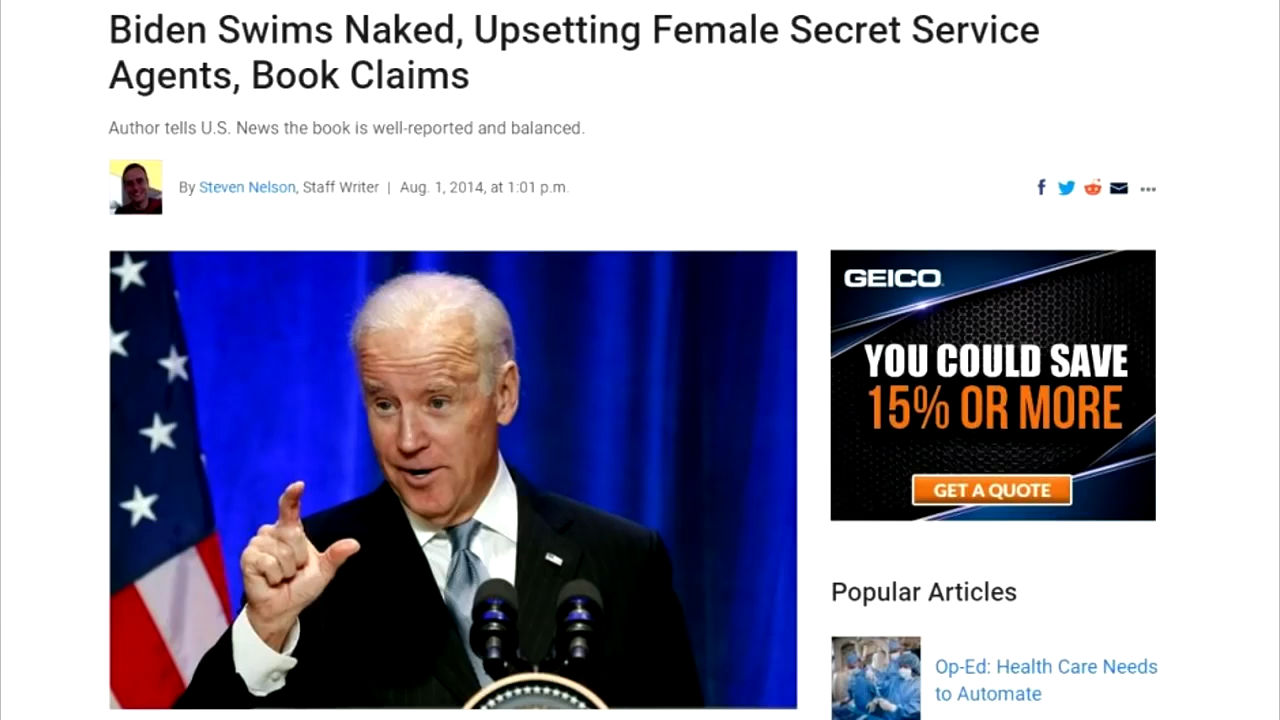 Biden Swims Naked, Upsetting Female Secret Service
Agents, Book Claims
Author tells U.S. News the book is well-reported and balanced.
By Steven Nelson, Staff Writer | Aug. 1, 2014, at 1:01 p.m.
GEICO.
YOU COULD SAVE
15% OR MORE
GET A QUOTE
Popular Articles
Op-Ed: Health Care Needs
to Automate